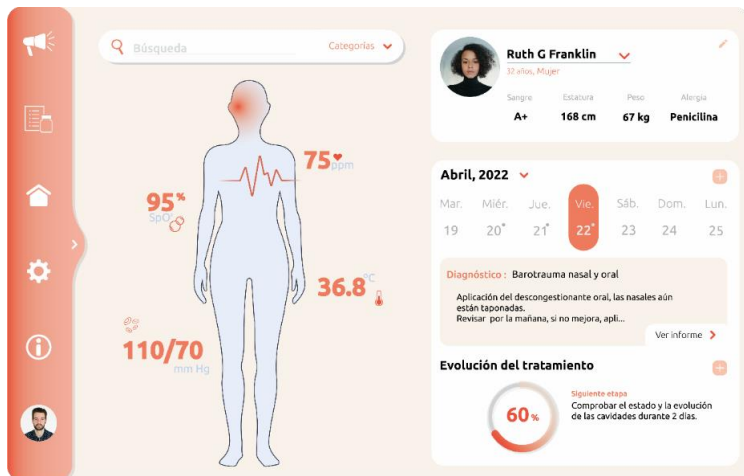 Búsqueda
Categorías
95%
SpO²
75 ppm
36.8 °C
110/70
mm Hg
Ruth G Franklin
32 años, Mujer
Sangre Estatura Peso Alergia
A+ 168 cm 67 kg Penicilina
Abril, 2022
Mar. Miér. Jue. Vie. Sáb. Dom. Lun.
19 20 21 22 23 24 25
Diagnóstico : Barotrauma nasal y oral
Aplicación del descongestionante oral, las nasales aún
están taponadas.
Revisar por la mañana, si no mejora, apli...
Ver informe
Evolución del tratamiento
60%
Siguiente etapa
Comprobar el estado y la evolución
de las cavidades durante 2 dias.